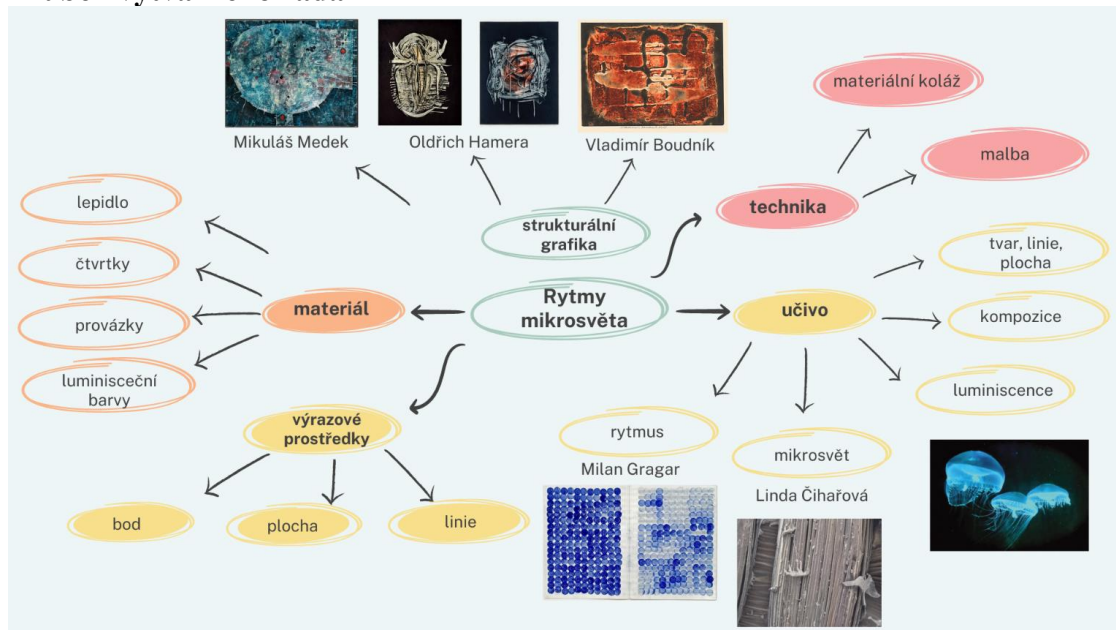 Mikuláš Medek
Oldřich Hamera
Vladimír Boudník
materiální koláž
malba
technika
strukturální
grafika
lepidlo
čtvrtky
provázky
luminisceční
barvy
materiál
Rytmy
mikrosvěta
učivo
tvar, linie,
plocha
kompozice
luminiscence
výrazové
prostředky
bod
plocha
linie
rytmus
Milan Gragar
mikrosvět
Linda Čihařová